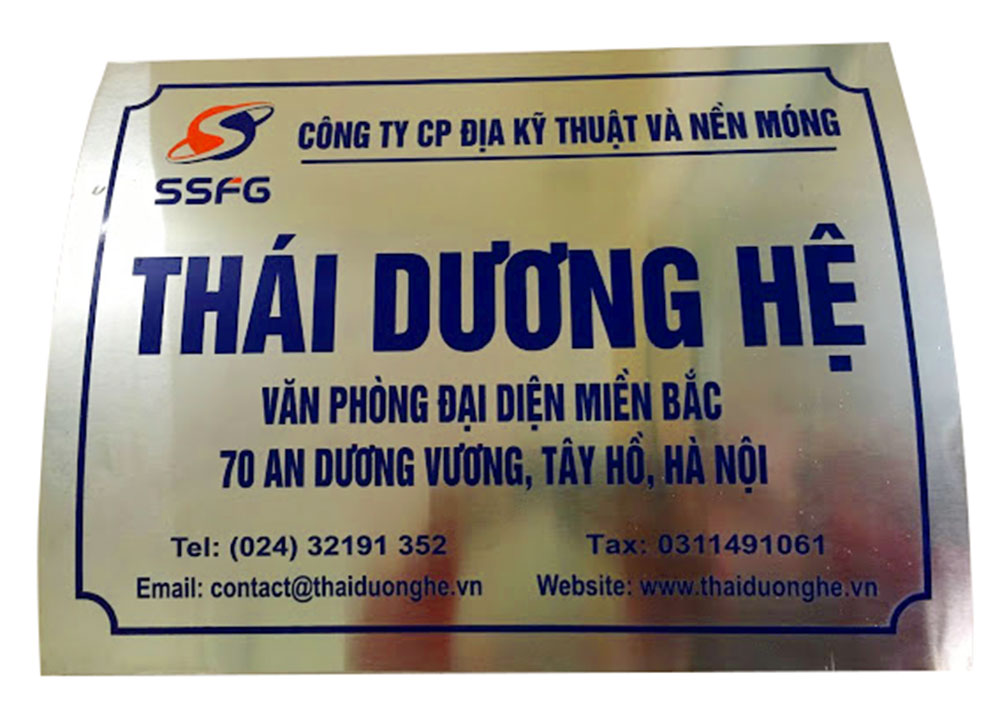 CÔNG TY CP ĐỊA KỸ THUẬT VÀ NỀN MÓNG
SSFG
THÁI DƯƠNG HỆ
VĂN PHÒNG ĐẠI DIỆN MIỀN BẮC
70 AN DƯƠNG VƯƠNG, TÂY HỒ, HÀ NỘI
Tel: (024) 32191 352 Tax: 0311491061
Email: contact@thaiduonghe.vn Website: www.thaiduonghe.vn